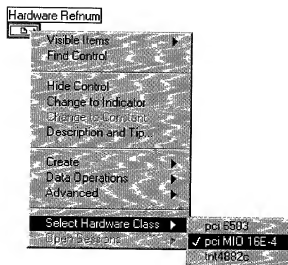 Hardware Refnum
Visible Items
Find Control
Hide Control
Change to Indicator
Change to Constant
Description and Tip...
Create
Data Operations
Advanced
Select Hardware Class
pci 6503
✓ pci MIO 16E-4
Open Sessions
tnt4882c